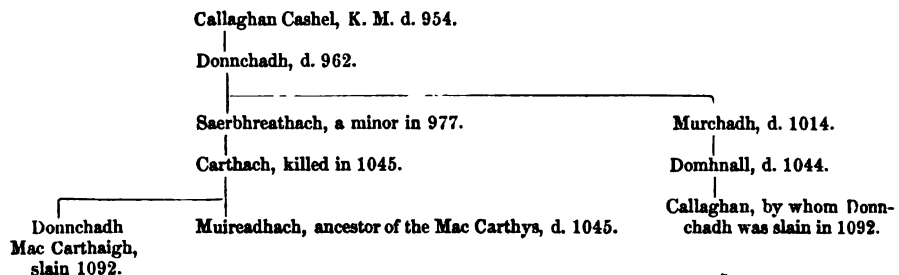 Callaghan Cashel, K. M. d. 954.
Donnchadh, d. 962.
Saerbhreathach, a minor in 977.
Murchadh, d. 1014.
Carthach, killed in 1045.
Domhnall, d. 1044.
Donnchadh
Mac Carthaigh,
slain 1092.
Muireadhach, ancestor of the Mac Carthys, d. 1045.
Callaghan, by whom Donn-
chadh was slain in 1092.